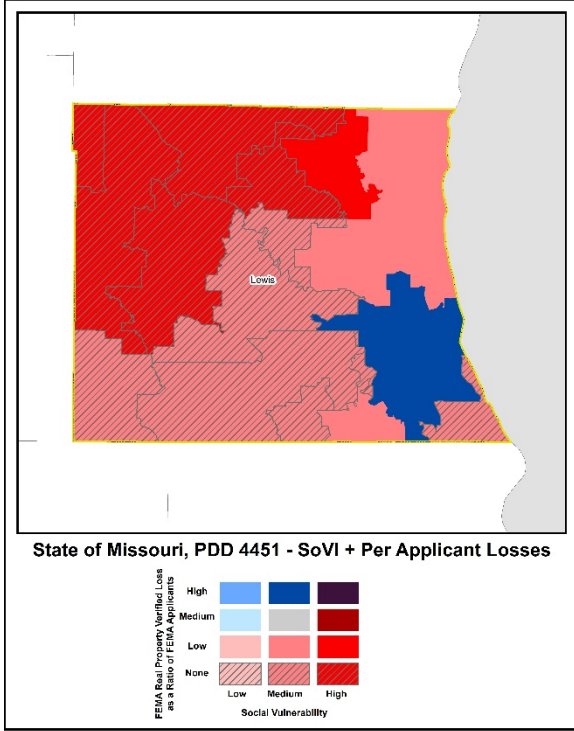 Lewis
State of Missouri, PDD 4451 - SoVI + Per Applicant Losses
FEMA Real Property Verified Loss
as a Ratio of FEMA Applicants
High
Medium
Low
None
Low Medium High
Social Vulnerability